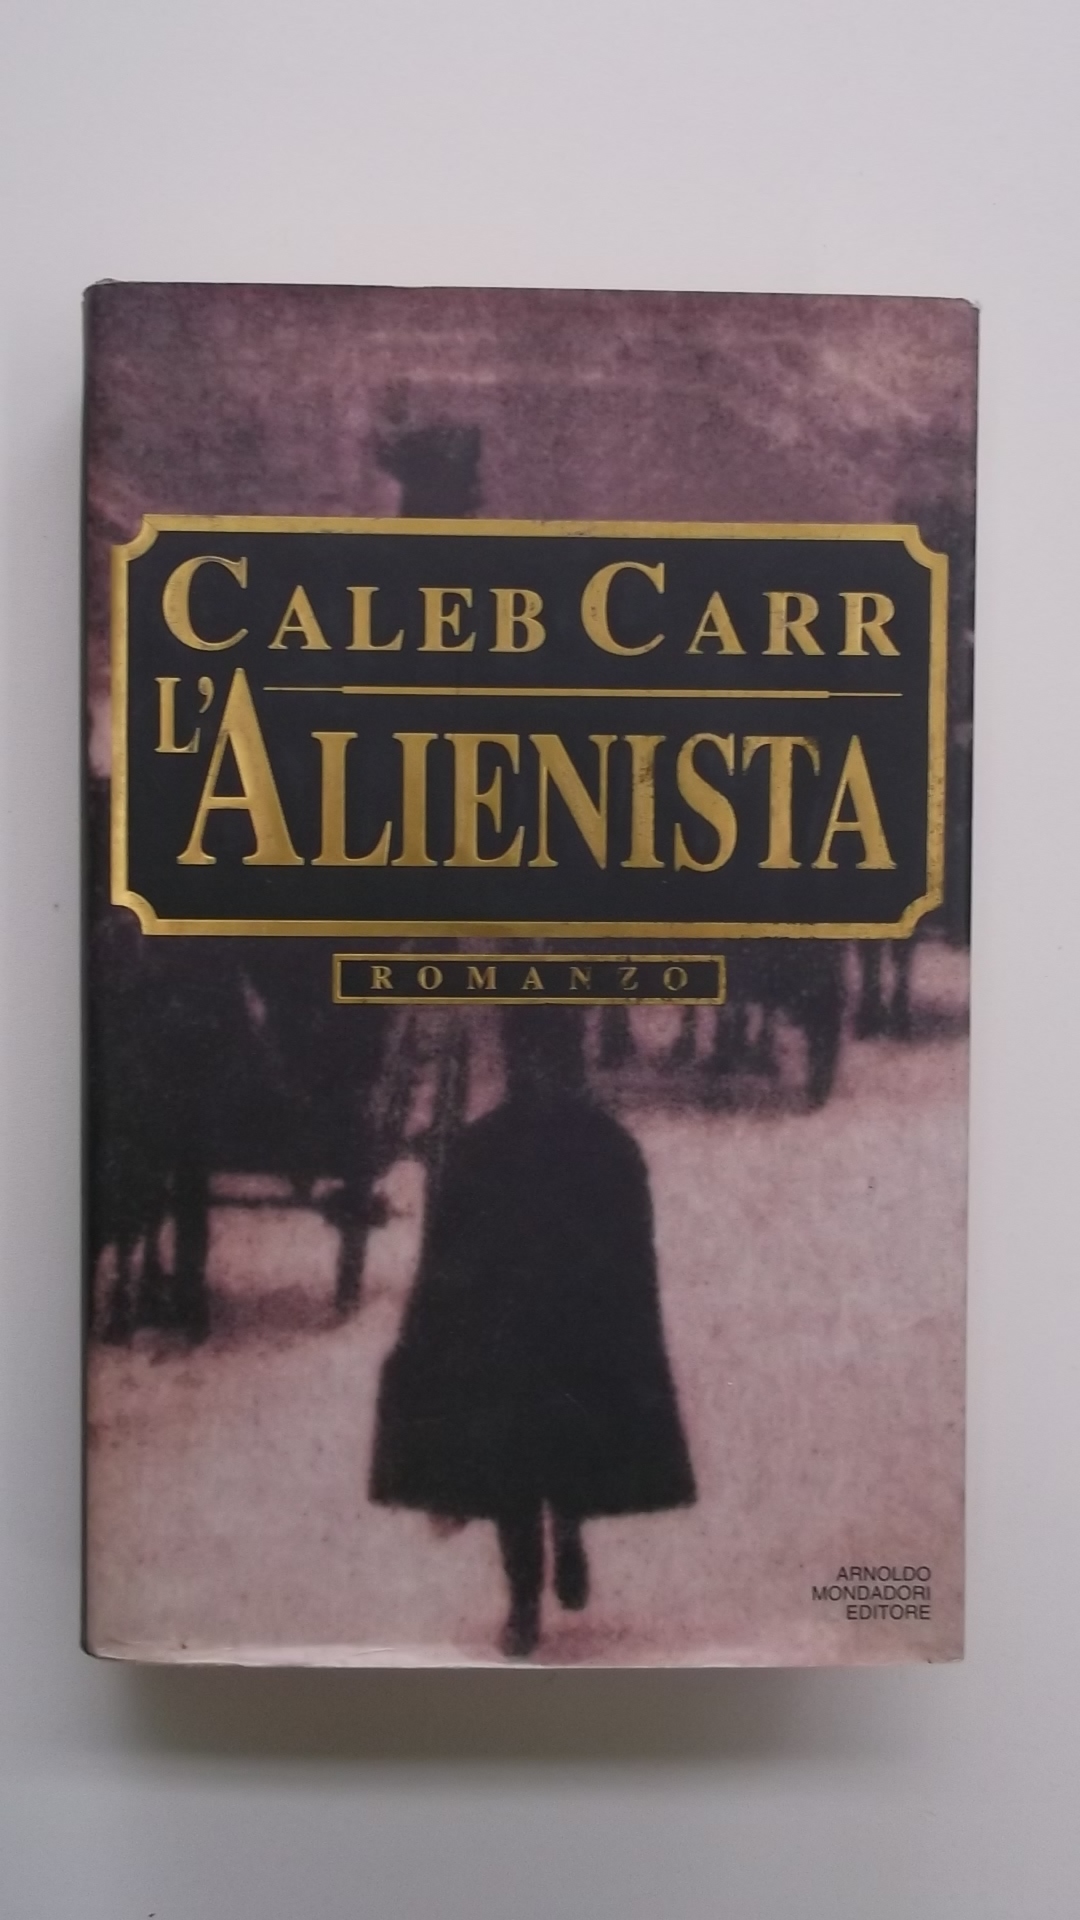 CALEB CARR
L'ALIENISTA
ROMANZO
ARNOLDO
MONDADORI
EDITORE